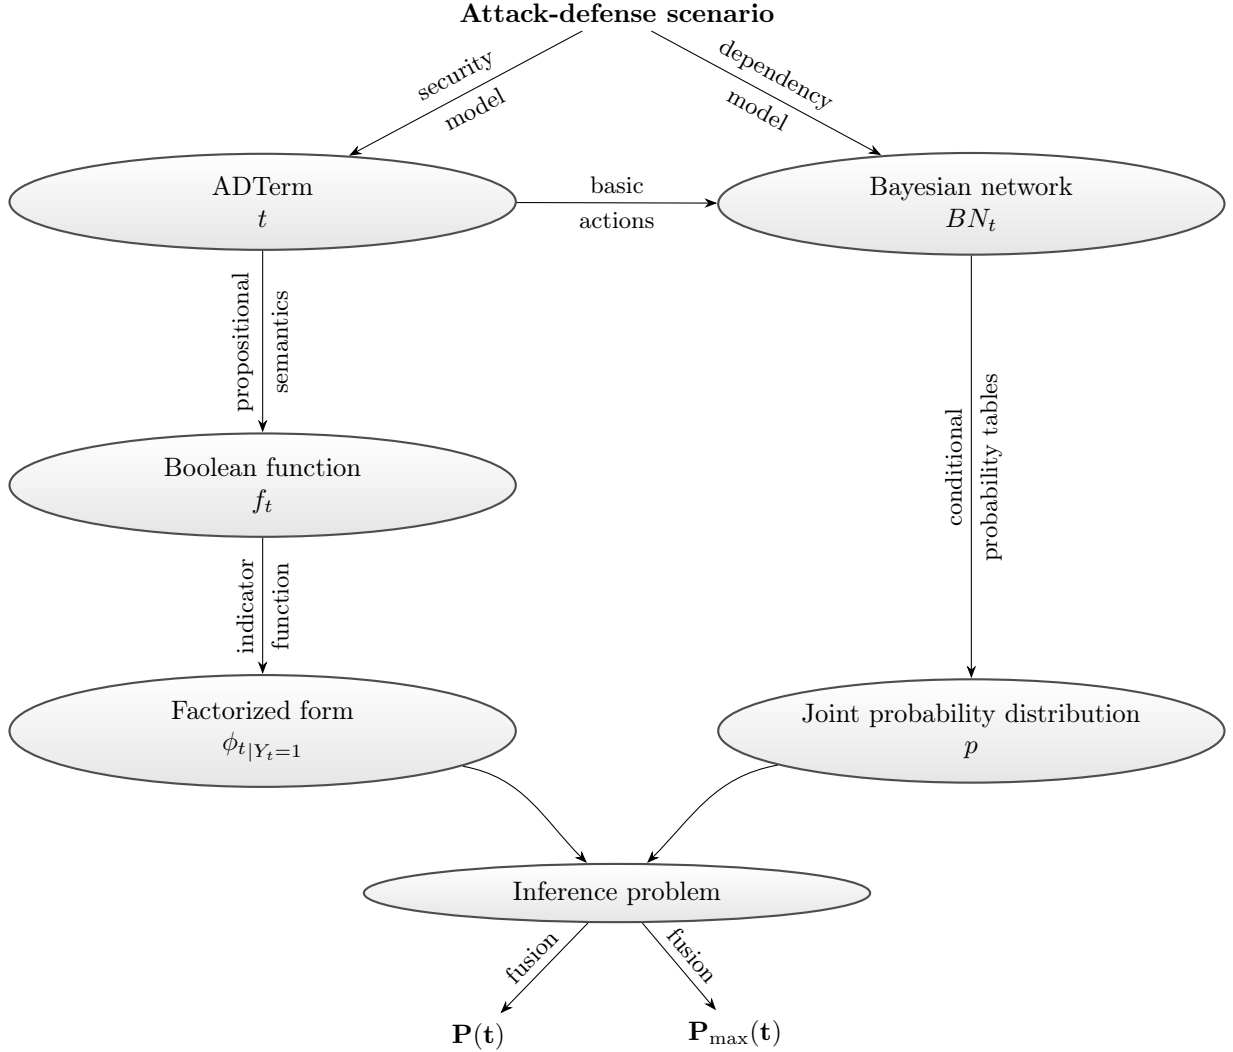 Attack-defense scenario
security
model
dependency
model
ADTerm
t
basic
actions
Bayesian network
BN_t
propositional
semantics
conditional
probability tables
Boolean function
f_t
indicator
function
Factorized form
ϕ_{t|Y_t=1}
Joint probability distribution
p
Inference problem
fusion
fusion
P(t)
P_max(t)